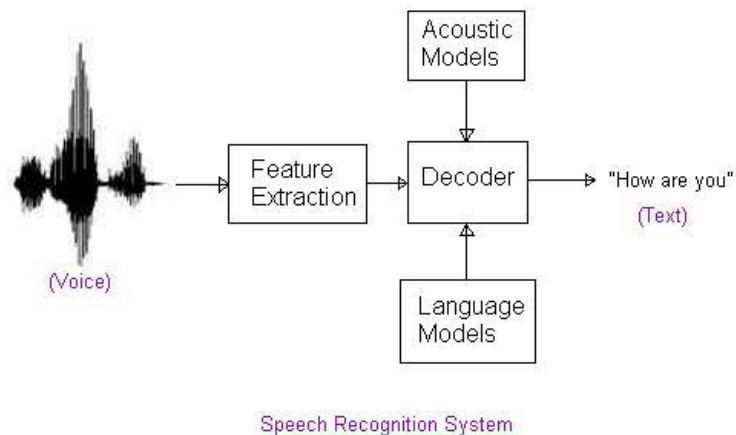 Acoustic
Models
Feature
Extraction
Decoder
"How are you"
(Text)
(Voice)
Language
Models
Speech Recognition System